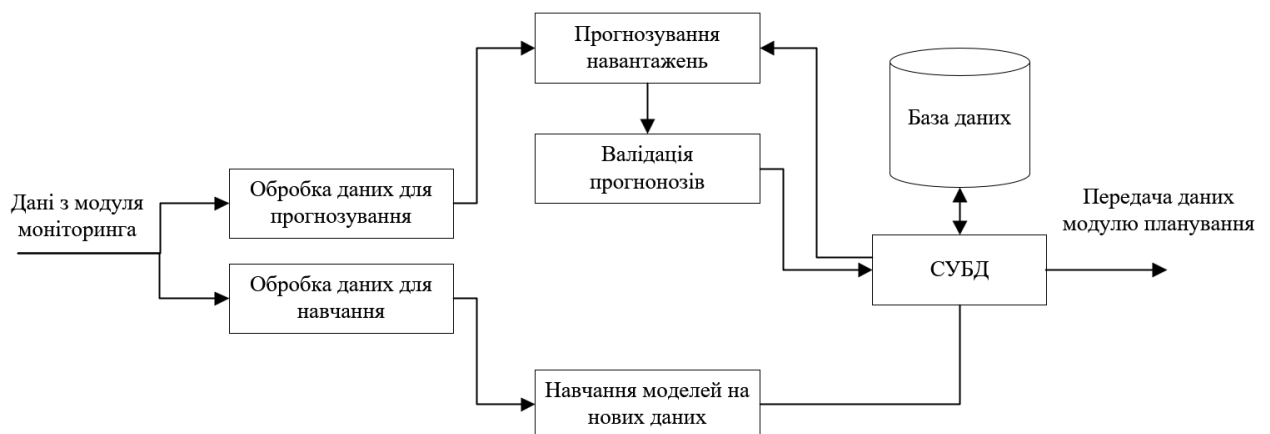 Прогнозування
навантажень
База даних
Валідація
прогнонозів
Обробка даних для
прогнозування
Дані з модуля
моніторинга
Передача даних
модулю планування
СУБД
Обробка даних для
навчання
Навчання моделей на
нових даних